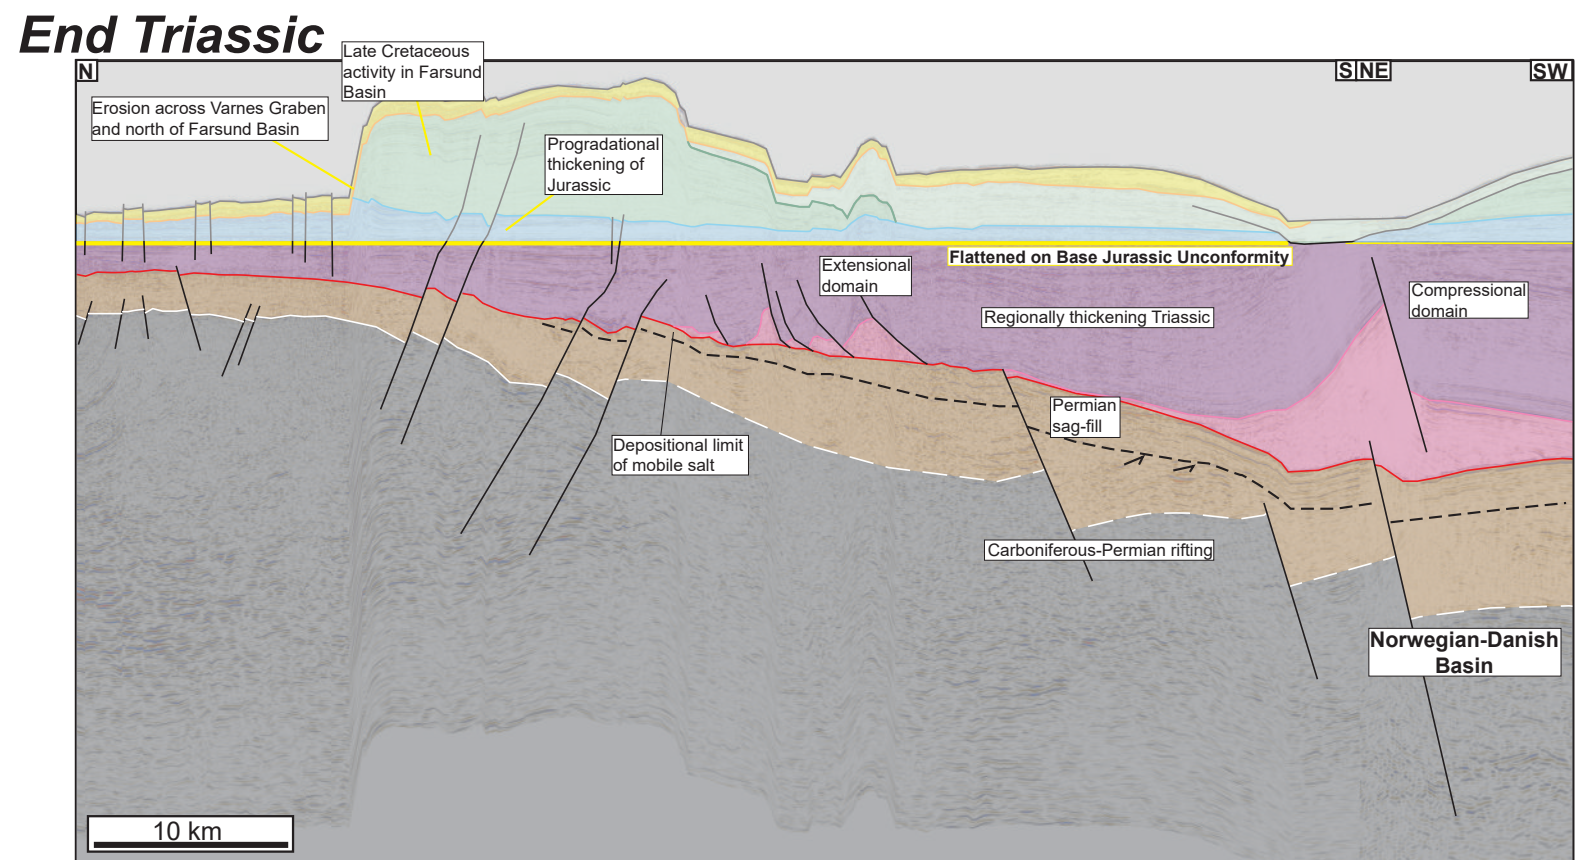 End Triassic
N
S NE
SW
Late Cretaceous
activity in Farsund
Basin
Erosion across Varnes Graben
and north of Farsund Basin
Progradational
thickening of
Jurassic
Flattened on Base Jurassic Unconformity
Extensional
domain
Compressional
domain
Regionally thickening Triassic
Permian
sag-fill
Depositional limit
of mobile salt
Carboniferous-Permian rifting
Norwegian-Danish
Basin
10 km